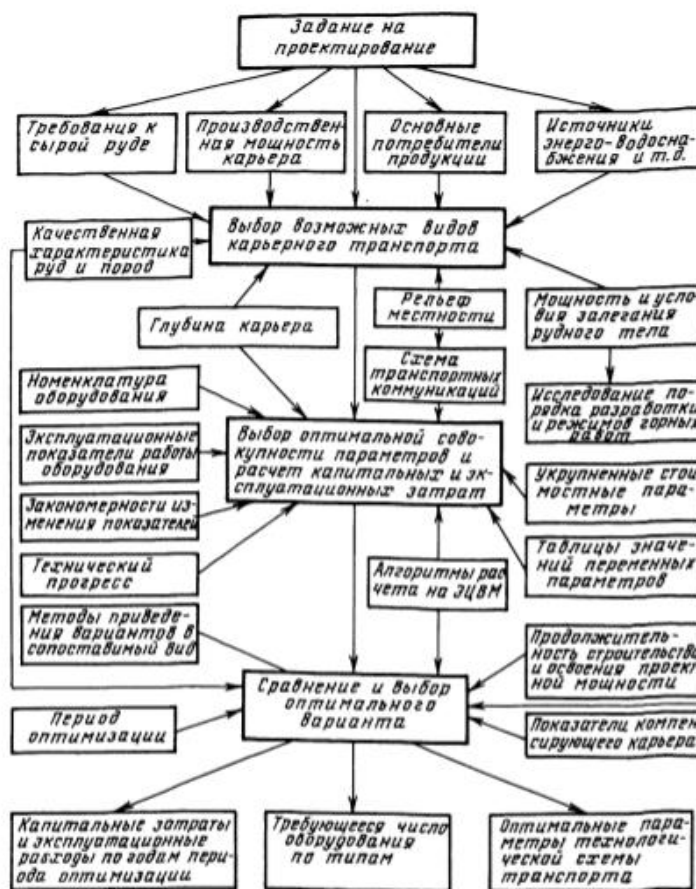 Задание на
проектирование
Требования к
сырой руде
Производствен-
ная мощность
карьера
Основные
потребители
продукции
Источники
энерго-водосна-
бжения и т.д.
Качественная
характеристика
руд и пород
Выбор возможных видов
карьерного транспорта
Глубина карьера
Рельеф
местности
Мощность и усло-
вия залегания
рудного тела
Схема
транспортных
коммуникаций
Номенклатура
оборудования
Исследование по-
рядка разработки
и режимов горных
работ
Эксплуатационные
показатели работы
оборудования
Выбор оптимальной сово-
купности параметров и
расчет капитальных и эк-
сплуатационных затрат
Укрупненные стои
мостные пара-
метры
Закономерности из-
менения показателей
Технический
прогресс
Алгоритмы рас
чета на ЭЦВМ
Таблицы значе-
ний переменных
параметров
Методы приведе-
ния вариантов в
сопоставимый вид
Продолжитель-
ность строительства
и освоения проект
ной мощности
Сравнение и выбор
оптимального
варианта
Период
оптимизации
Показатели компен
сирующего карьера
Капитальные затраты
и эксплуатационные
расходы по годам пери-
ода оптимизации
Требующееся число
оборудования
по типам
Оптимальные пара-
метры технологи-
ческой схемы
транспорта